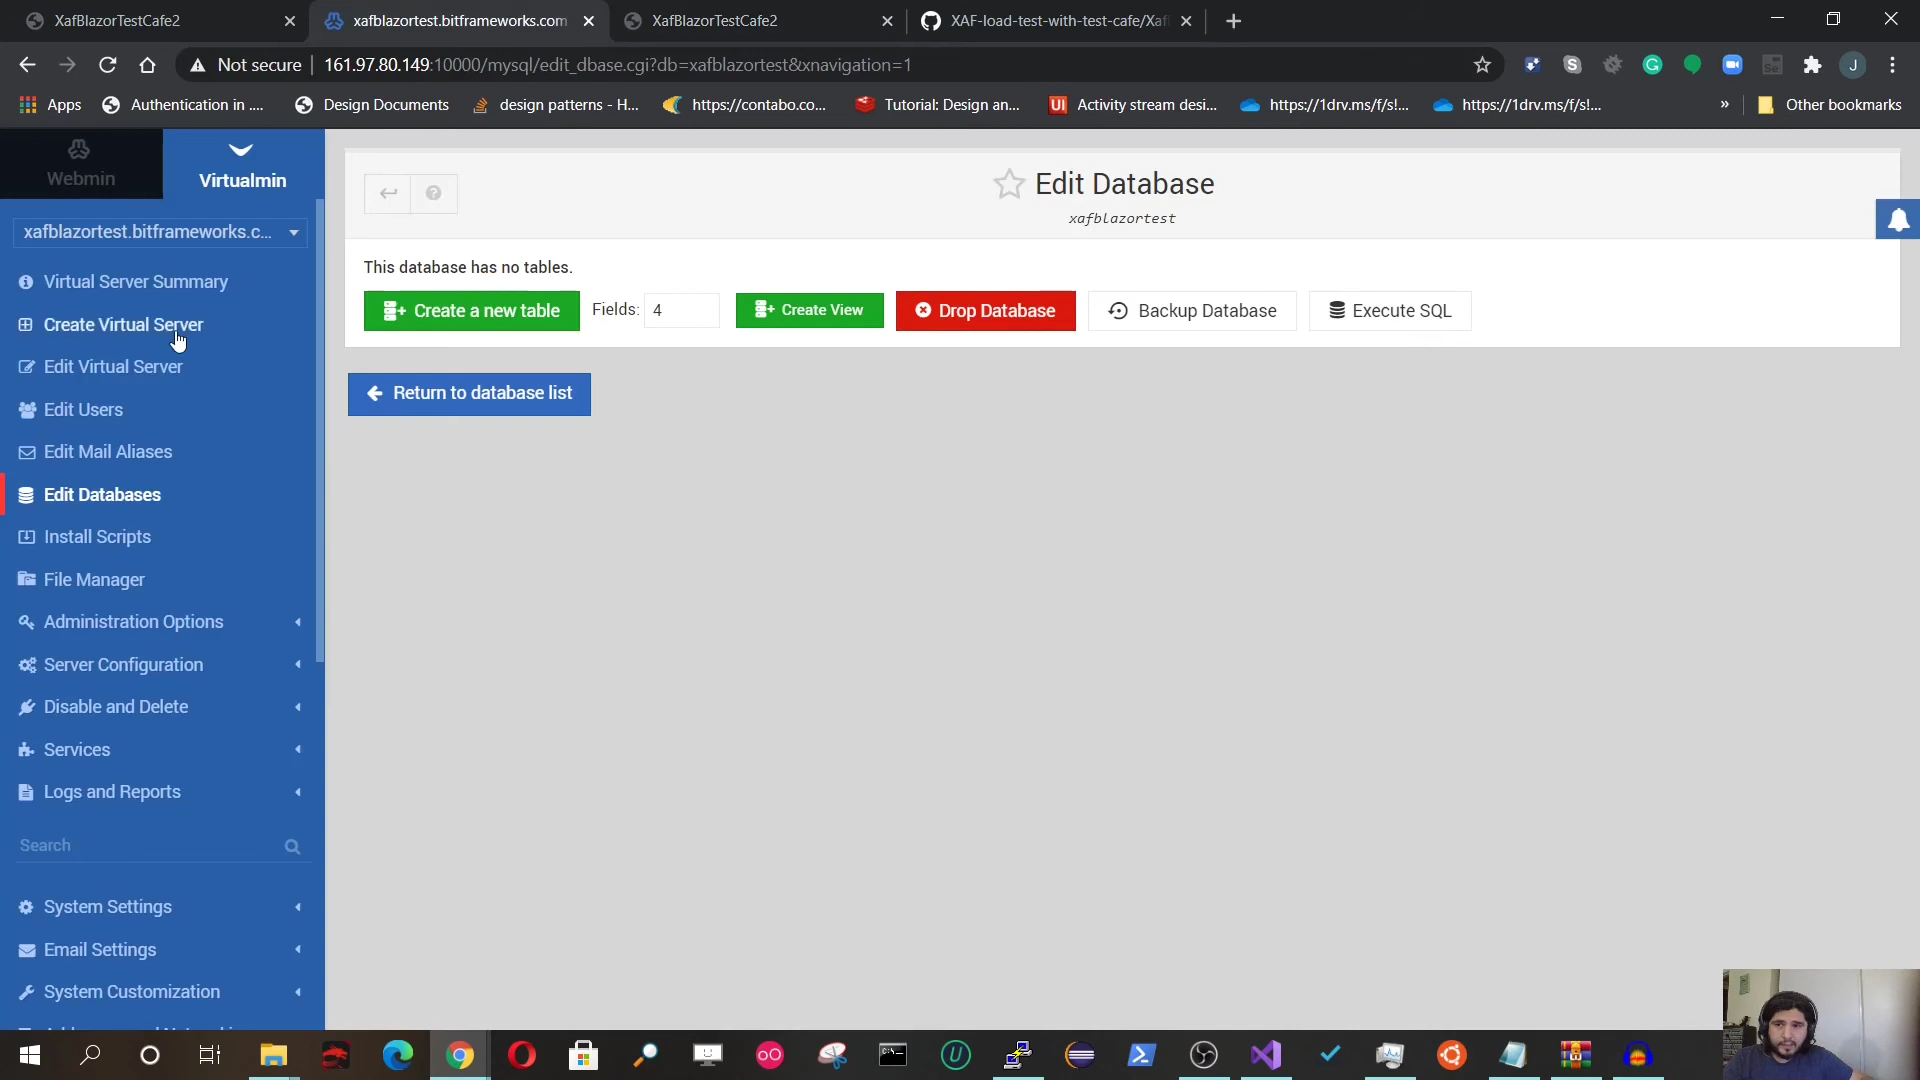 XafBlazorTestCafe2
xafblazortest.bitframeworks.com
XafBlazorTestCafe2
XAF-load-test-with-test-cafe/Xaf
Not secure
161.97.80.149:10000/mysql/edit_dbase.cgi?db=xafblazortest&xnavigation=1
Apps
Authentication in ....
Design Documents
design patterns - H...
https://contabo.co...
Tutorial: Design an...
Activity stream desi...
https://1drv.ms/f/s!...
https://1drv.ms/f/s!...
»
Other bookmarks
Webmin
Virtualmin
xafblazortest.bitframeworks.c...
Virtual Server Summary
Create Virtual Server
Edit Virtual Server
Edit Users
Edit Mail Aliases
Edit Databases
Install Scripts
File Manager
Administration Options
Server Configuration
Disable and Delete
Services
Logs and Reports
Search
System Settings
Email Settings
System Customization
Edit Database
xafblazortest
This database has no tables.
Create a new table
Fields: 4
Create View
Drop Database
Backup Database
Execute SQL
Return to database list